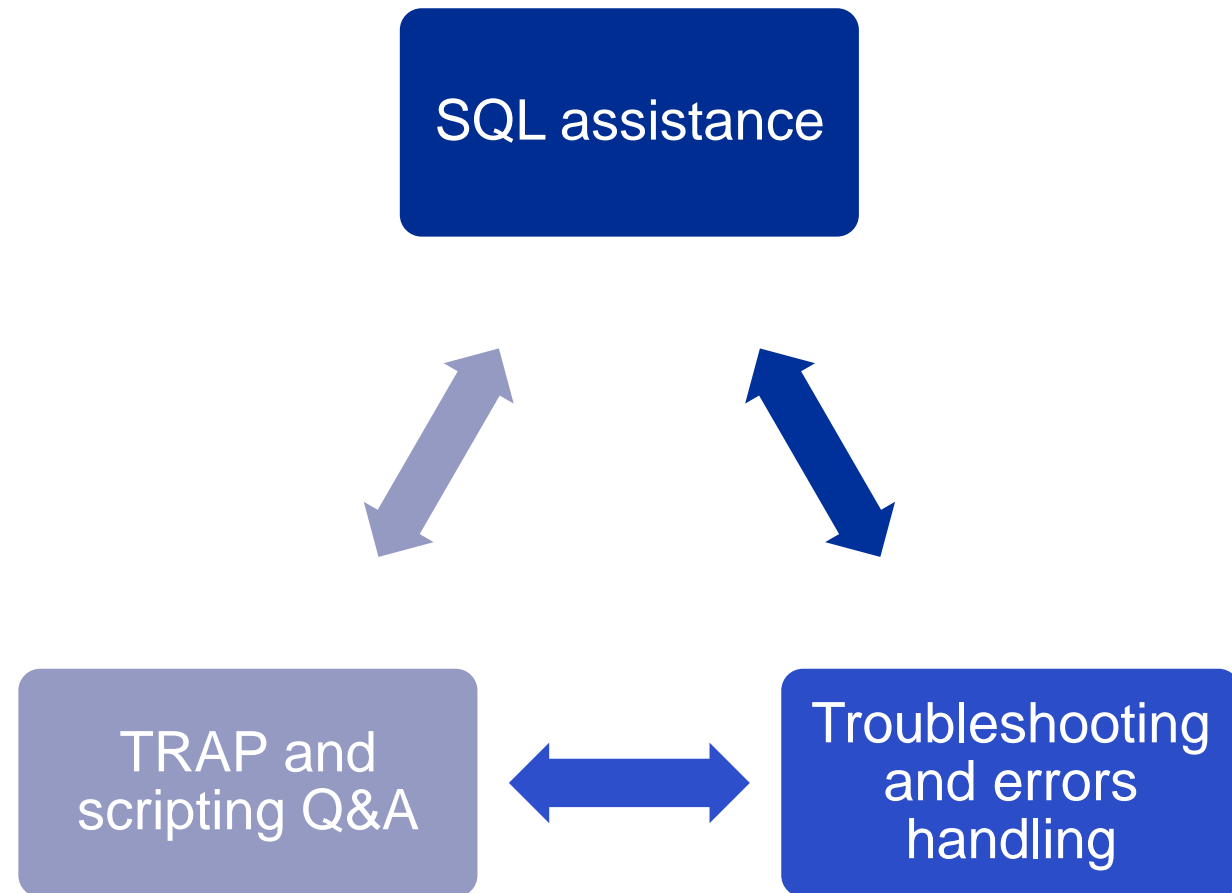 SQL assistance
TRAP and
scripting Q&A
Troubleshooting
and errors
handling